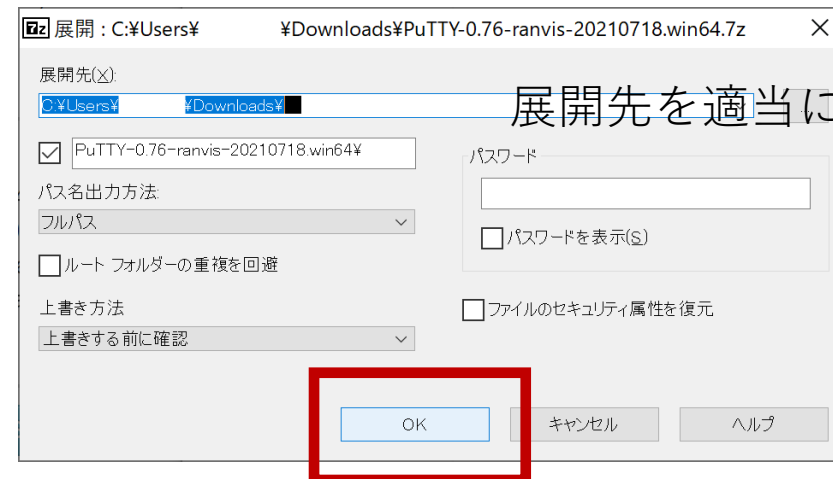 7z 展開 : C:¥Users¥ ¥Downloads¥PuTTY-0.76-ranvis-20210718.win64.7z
展開先(X):
C:¥Users¥ ¥Downloads¥
展開先を適当に
PuTTY-0.76-ranvis-20210718.win64¥
パスワード
パス名出力方法:
フルパス
パスワードを表示(S)
ルート フォルダーの重複を回避
上書き方法
ファイルのセキュリティ属性を復元
上書きする前に確認
OK
キャンセル
ヘルプ